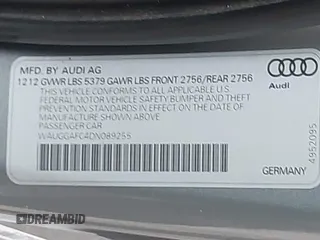 MFD. BY AUDI AG
1212 GVWR LBS 5379 GAWR LBS FRONT 2756/REAR 2756
THIS VEHICLE CONFORMS TO ALL APPLICABLE U.S.
FEDERAL MOTOR VEHICLE SAFETY BUMPER AND THEFT
STANDARDS IN EFFECT ON THE DATE OF
MANUFACTURE SHOWN ABOVE.
PASSENGER CAR
WAUGGAFC4DN089255
Audi
GERMANY
4952095
DREAMBID